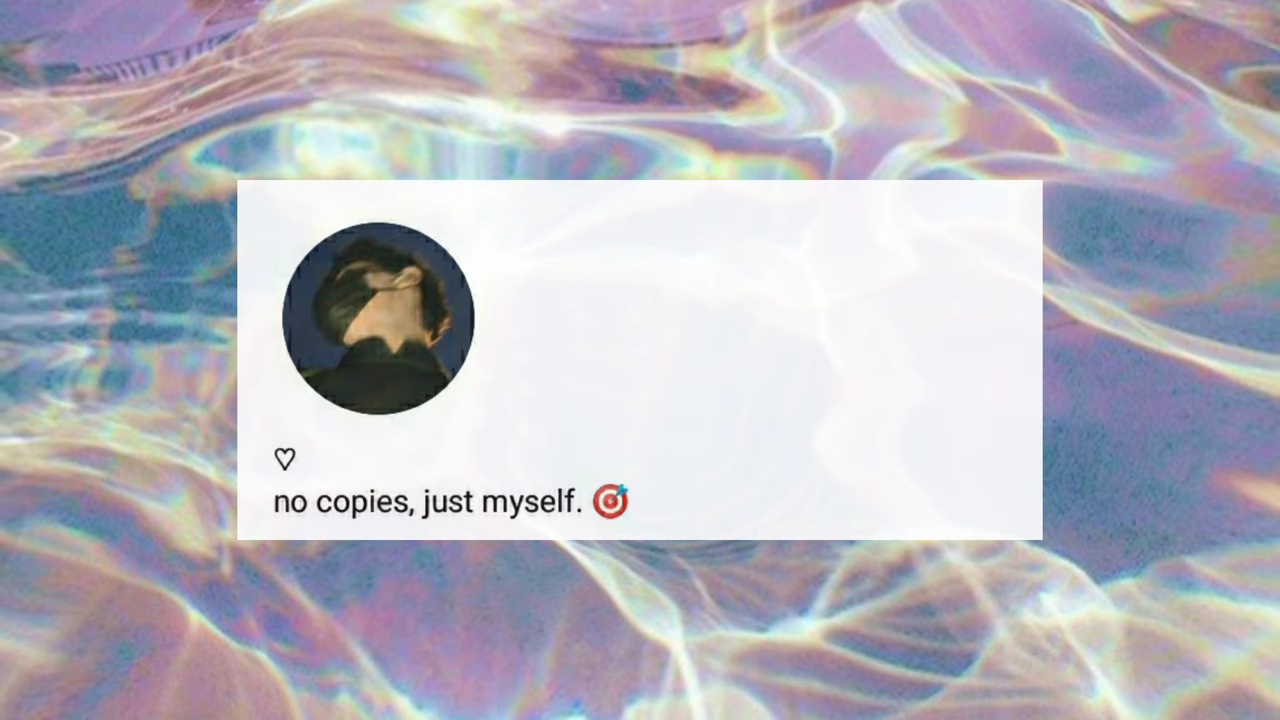 ♡
no copies, just myself. 🎯